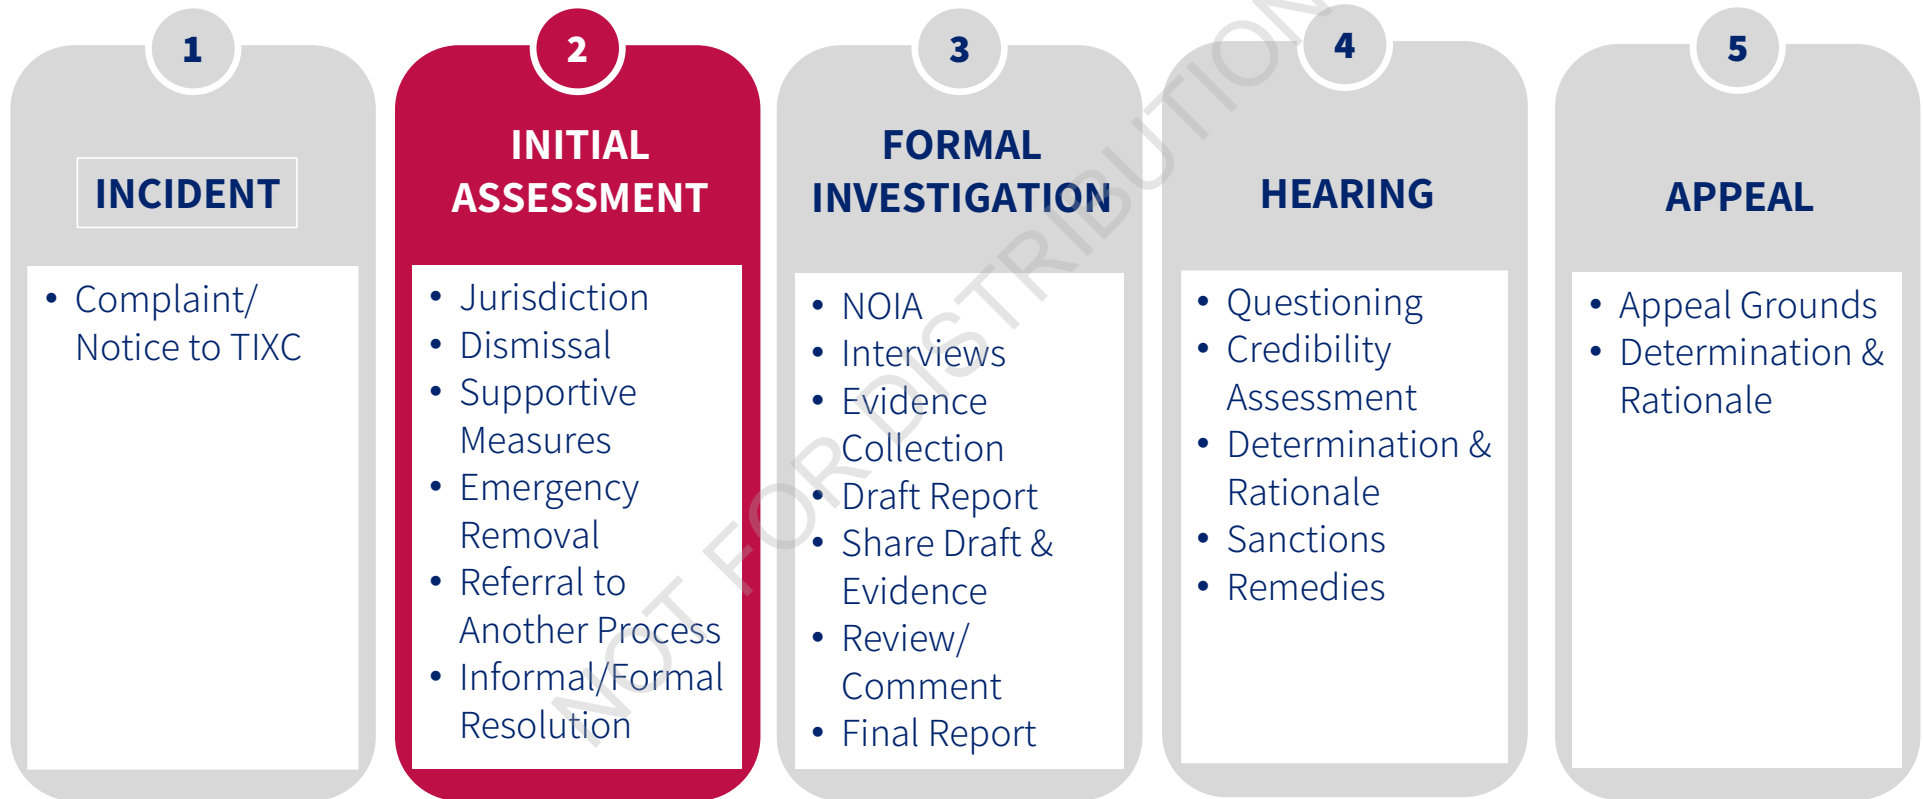 1
INCIDENT
• Complaint/
Notice to TIXC
2
INITIAL
ASSESSMENT
• Jurisdiction
• Dismissal
• Supportive
Measures
• Emergency
Removal
• Referral to
Another Process
• Informal/Formal
Resolution
3
FORMAL
INVESTIGATION
• NOIA
• Interviews
• Evidence
Collection
• Draft Report
• Share Draft &
Evidence
• Review/
Comment
• Final Report
4
HEARING
• Questioning
• Credibility
Assessment
• Determination &
Rationale
• Sanctions
• Remedies
5
APPEAL
• Appeal Grounds
• Determination &
Rationale
NOT FOR DISTRIBUTION